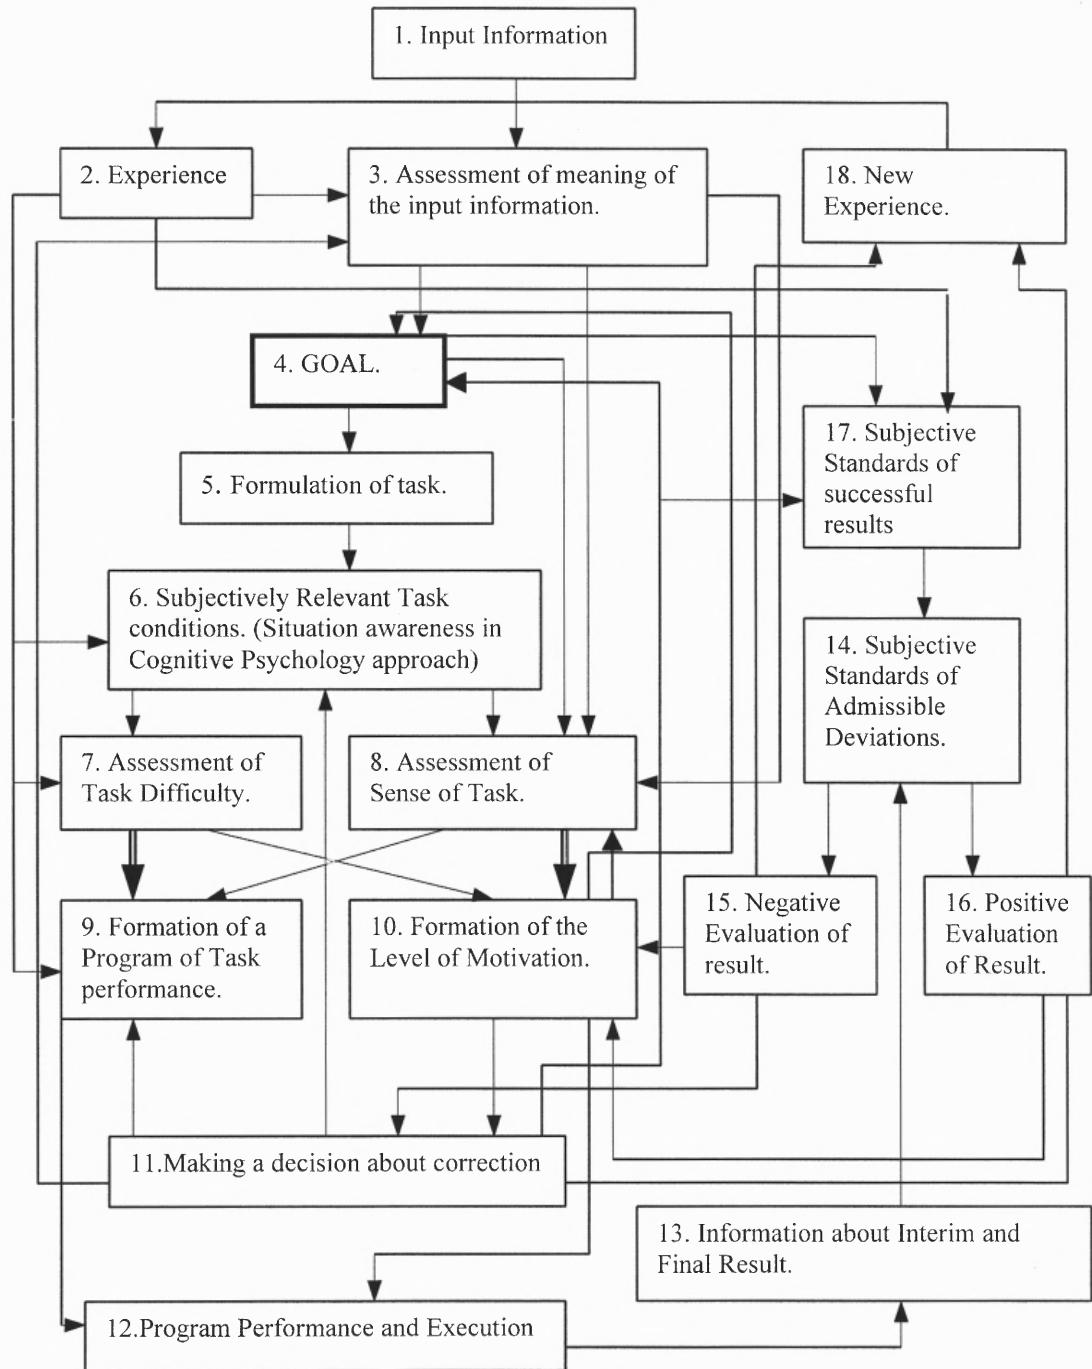 1. Input Information
2. Experience
3. Assessment of meaning of
the input information.
18. New
Experience.
4. GOAL.
17. Subjective
Standards of
successful
results
5. Formulation of task.
6. Subjectively Relevant Task
conditions. (Situation awareness in
Cognitive Psychology approach)
14. Subjective
Standards of
Admissible
Deviations.
7. Assessment of
Task Difficulty.
8. Assessment of
Sense of Task.
9. Formation of a
Program of Task
performance.
10. Formation of the
Level of Motivation.
15. Negative
Evaluation of
result.
16. Positive
Evaluation
of Result.
11.Making a decision about correction
13. Information about Interim and
Final Result.
12.Program Performance and Execution